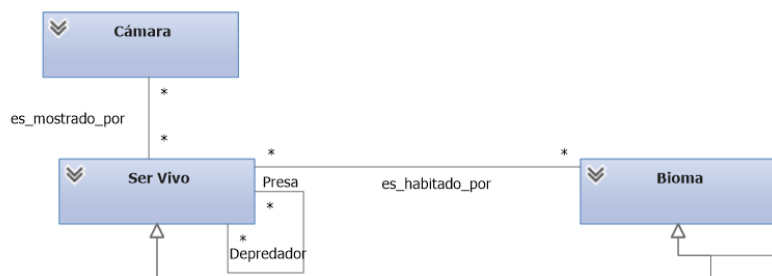 Cámara
*
es_mostrado_por
*
Ser Vivo
*
*
Presa
es_habitado_por
Bioma
*
*
Depredador